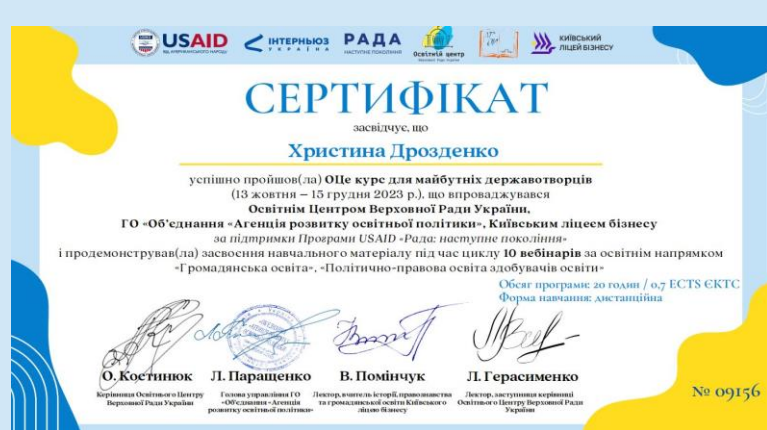 USAID ІНТЕРНЬЮЗ РАДА КИЇВСЬКИЙ
ВІД АМЕРИКАНСЬКОГО НАРОДУ УКРАЇНА НАСТУПНЕ ПОКОЛІННЯ Освітній центр ЛІЦЕЙ БІЗНЕСУ
СЕРТИФІКАТ
засвідчує, що
Христина Дрозденко
успішно пройшов(ла) ОЦе курс для майбутніх державотворців
(13 жовтня – 15 грудня 2023 р.), що впроваджувався
Освітнім Центром Верховної Ради України,
ГО «Об'єднання «Агенція розвитку освітньої політики», Київським ліцеєм бізнесу
за підтримки Програми USAID «Рада: наступне покоління»
і продемонстрував(ла) засвоєння навчального матеріалу під час циклу 10 вебінарів за освітнім напрямком
«Громадянська освіта», «Політично-правова освіта здобувачів освіти»
Обсяг програми: 20 годин / 0,7 ECTS ЄКТС
Форма навчання: дистанційна
О. Костинюк Л. Паращенко В. Помінчук Л. Герасименко
Керівниця Освітнього Центру Голова управління ГО Лектор, вчитель історії, правознавства Лектор, заступниця керівниці
Верховної Ради України «Об'єднання «Агенція та громадянської освіти Київського Освітнього Центру Верховної Ради
розвитку освітньої політики» ліцею бізнесу України
№ 09156